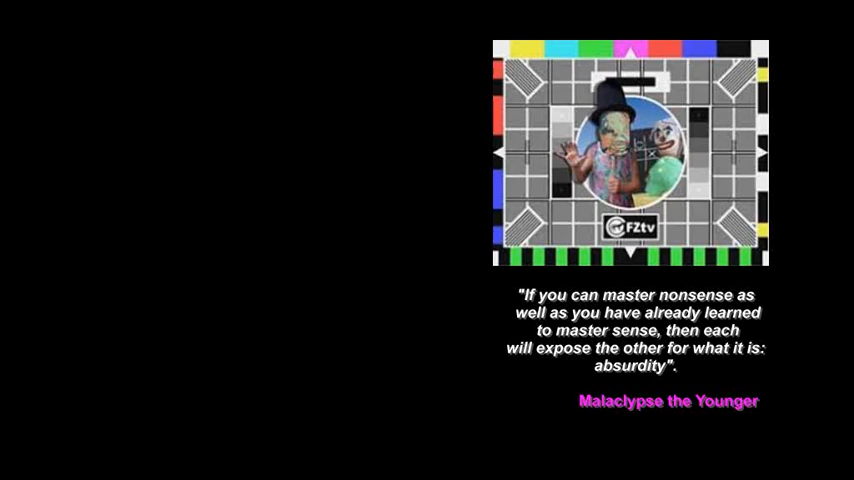 FZtv
"If you can master nonsense as
well as you have already learned
to master sense, then each
will expose the other for what it is:
absurdity".
Malaclypse the Younger